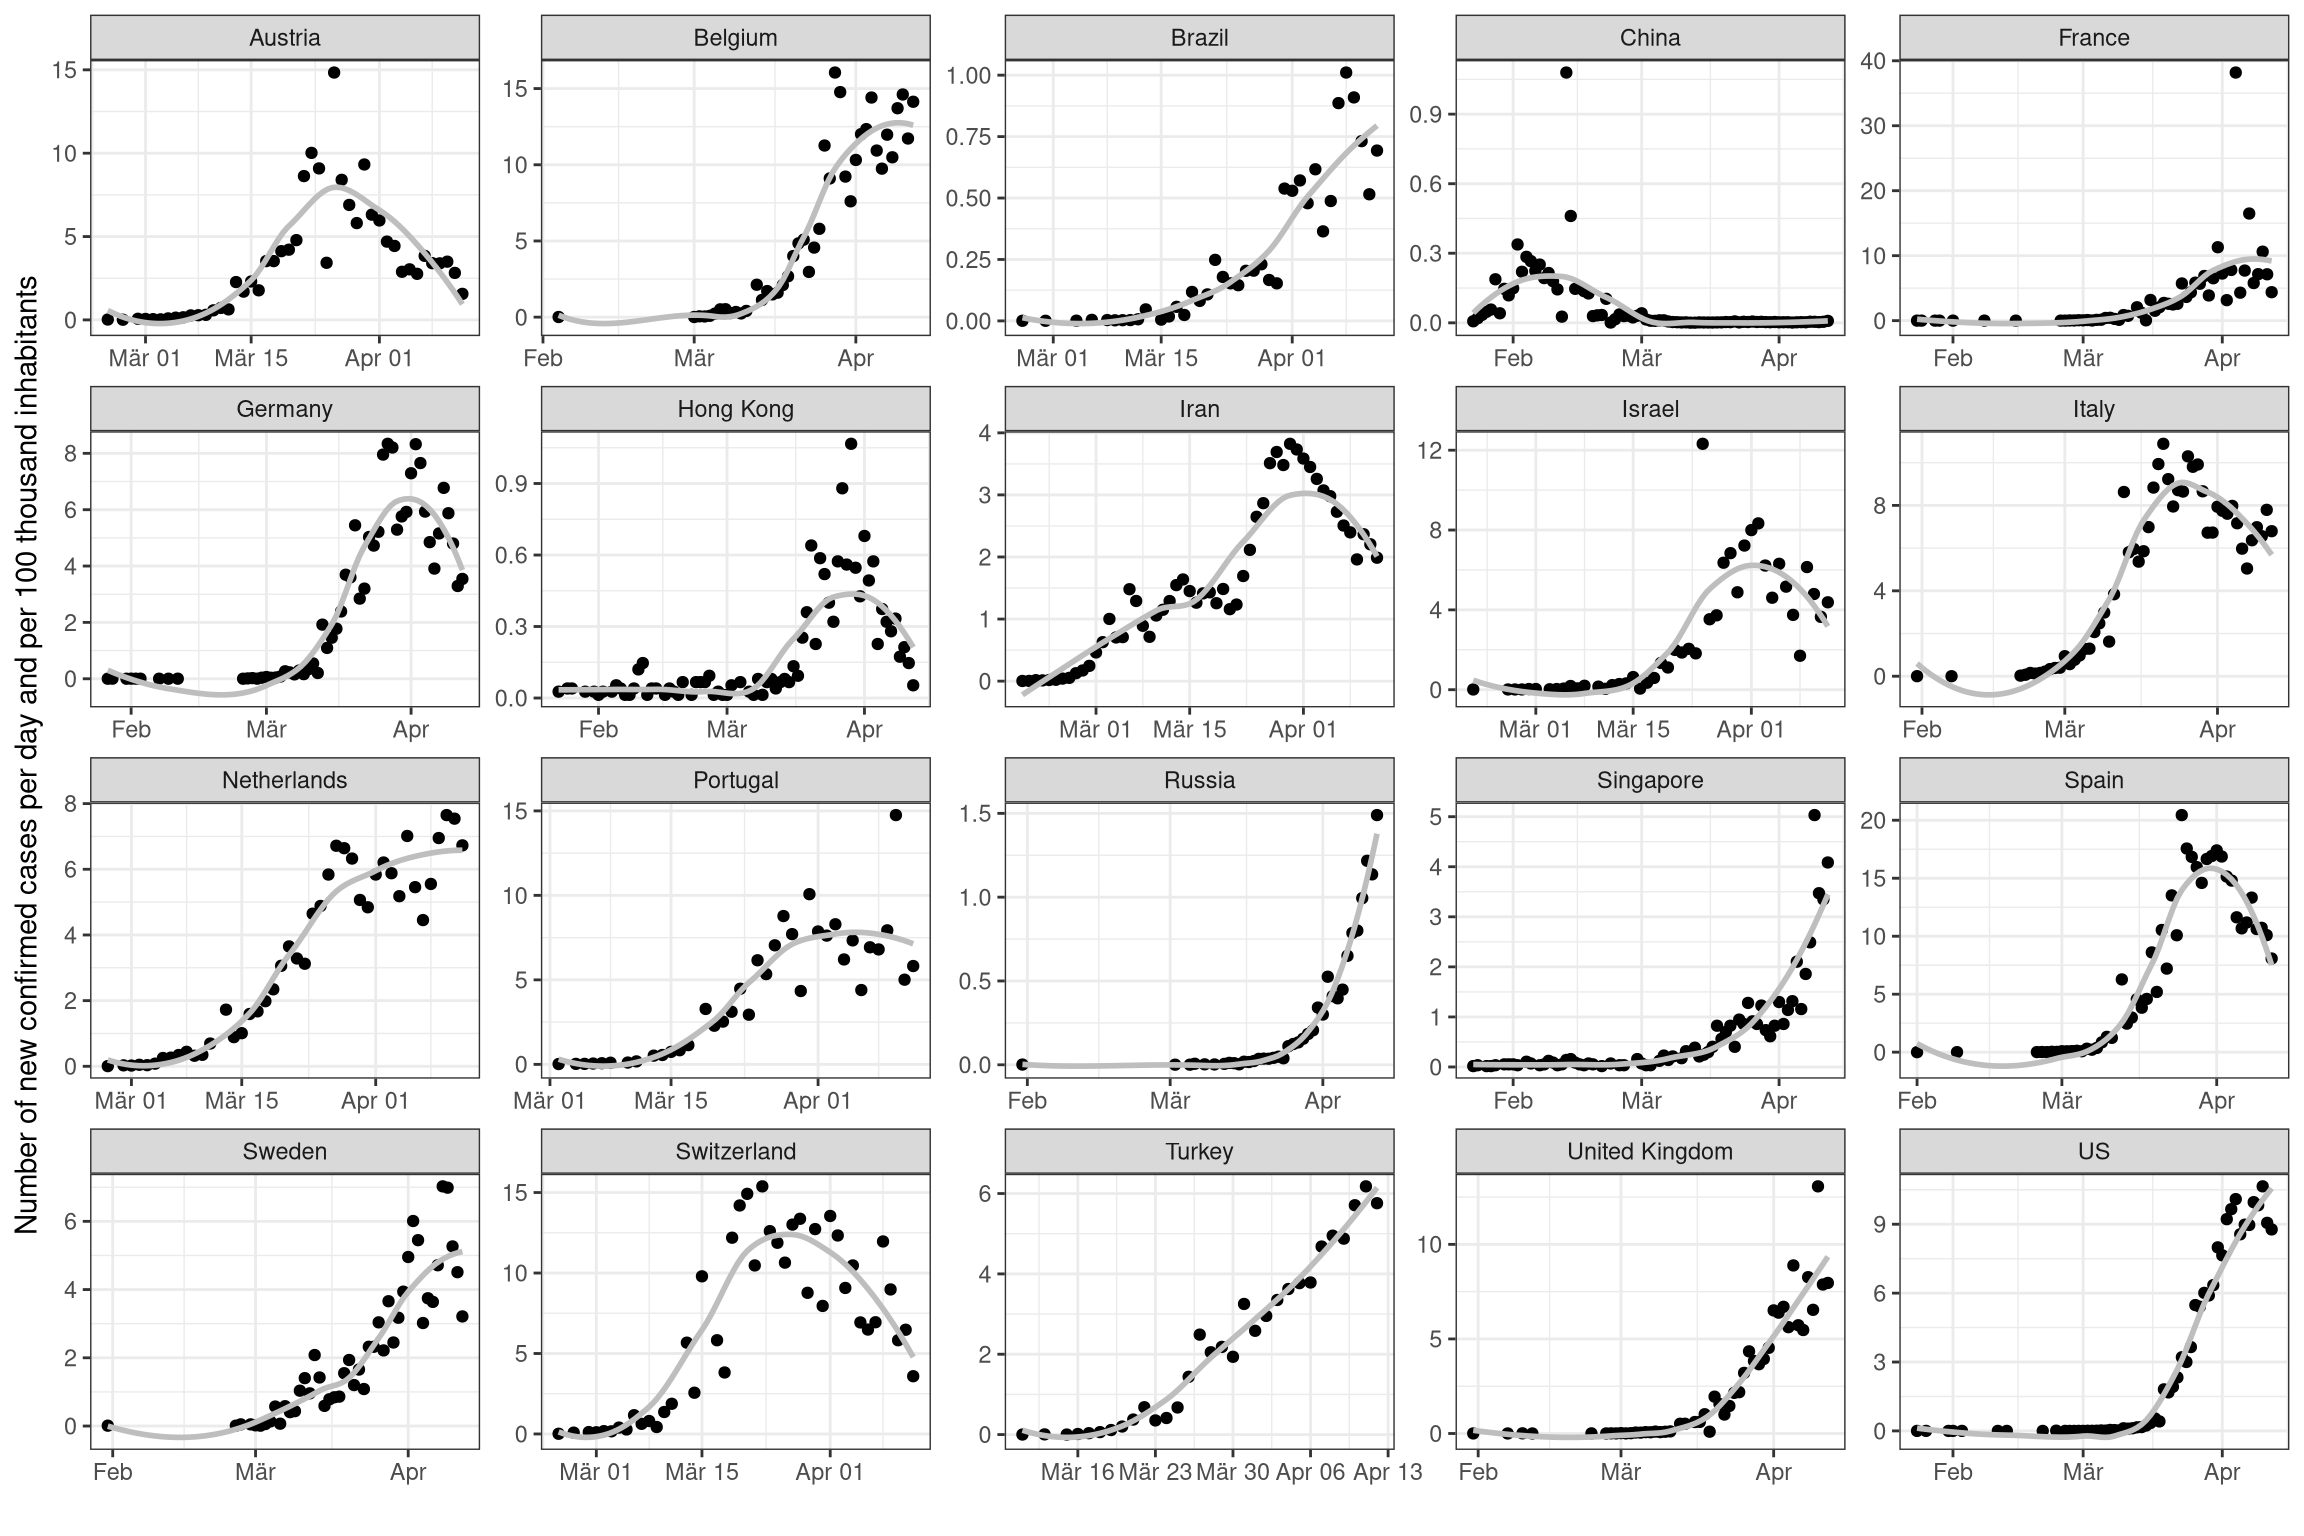 Number of new confirmed cases per day and per 100 thousand inhabitants
Austria
Belgium
Brazil
China
France
15
10
5
0
Mär 01 Mär 15 Apr 01
15
10
5
0
Feb Mär Apr
1.00
0.75
0.50
0.25
0.00
Mär 01 Mär 15 Apr 01
0.9
0.6
0.3
0.0
Feb Mär Apr
40
30
20
10
0
Feb Mär Apr
Germany
Hong Kong
Iran
Israel
Italy
8
6
4
2
0
Feb Mär Apr
0.9
0.6
0.3
0.0
Feb Mär Apr
4
3
2
1
0
Mär 01 Mär 15 Apr 01
12
8
4
0
Mär 01 Mär 15 Apr 01
8
4
0
Feb Mär Apr
Netherlands
Portugal
Russia
Singapore
Spain
8
6
4
2
0
Mär 01 Mär 15 Apr 01
15
10
5
0
Mär 01 Mär 15 Apr 01
1.5
1.0
0.5
0.0
Feb Mär Apr
5
4
3
2
1
0
Feb Mär Apr
20
15
10
5
0
Feb Mär Apr
Sweden
Switzerland
Turkey
United Kingdom
US
6
4
2
0
Feb Mär Apr
15
10
5
0
Mär 01 Mär 15 Apr 01
6
4
2
0
Mär 16 Mär 23 Mär 30 Apr 06 Apr 13
10
5
0
Feb Mär Apr
9
6
3
0
Feb Mär Apr